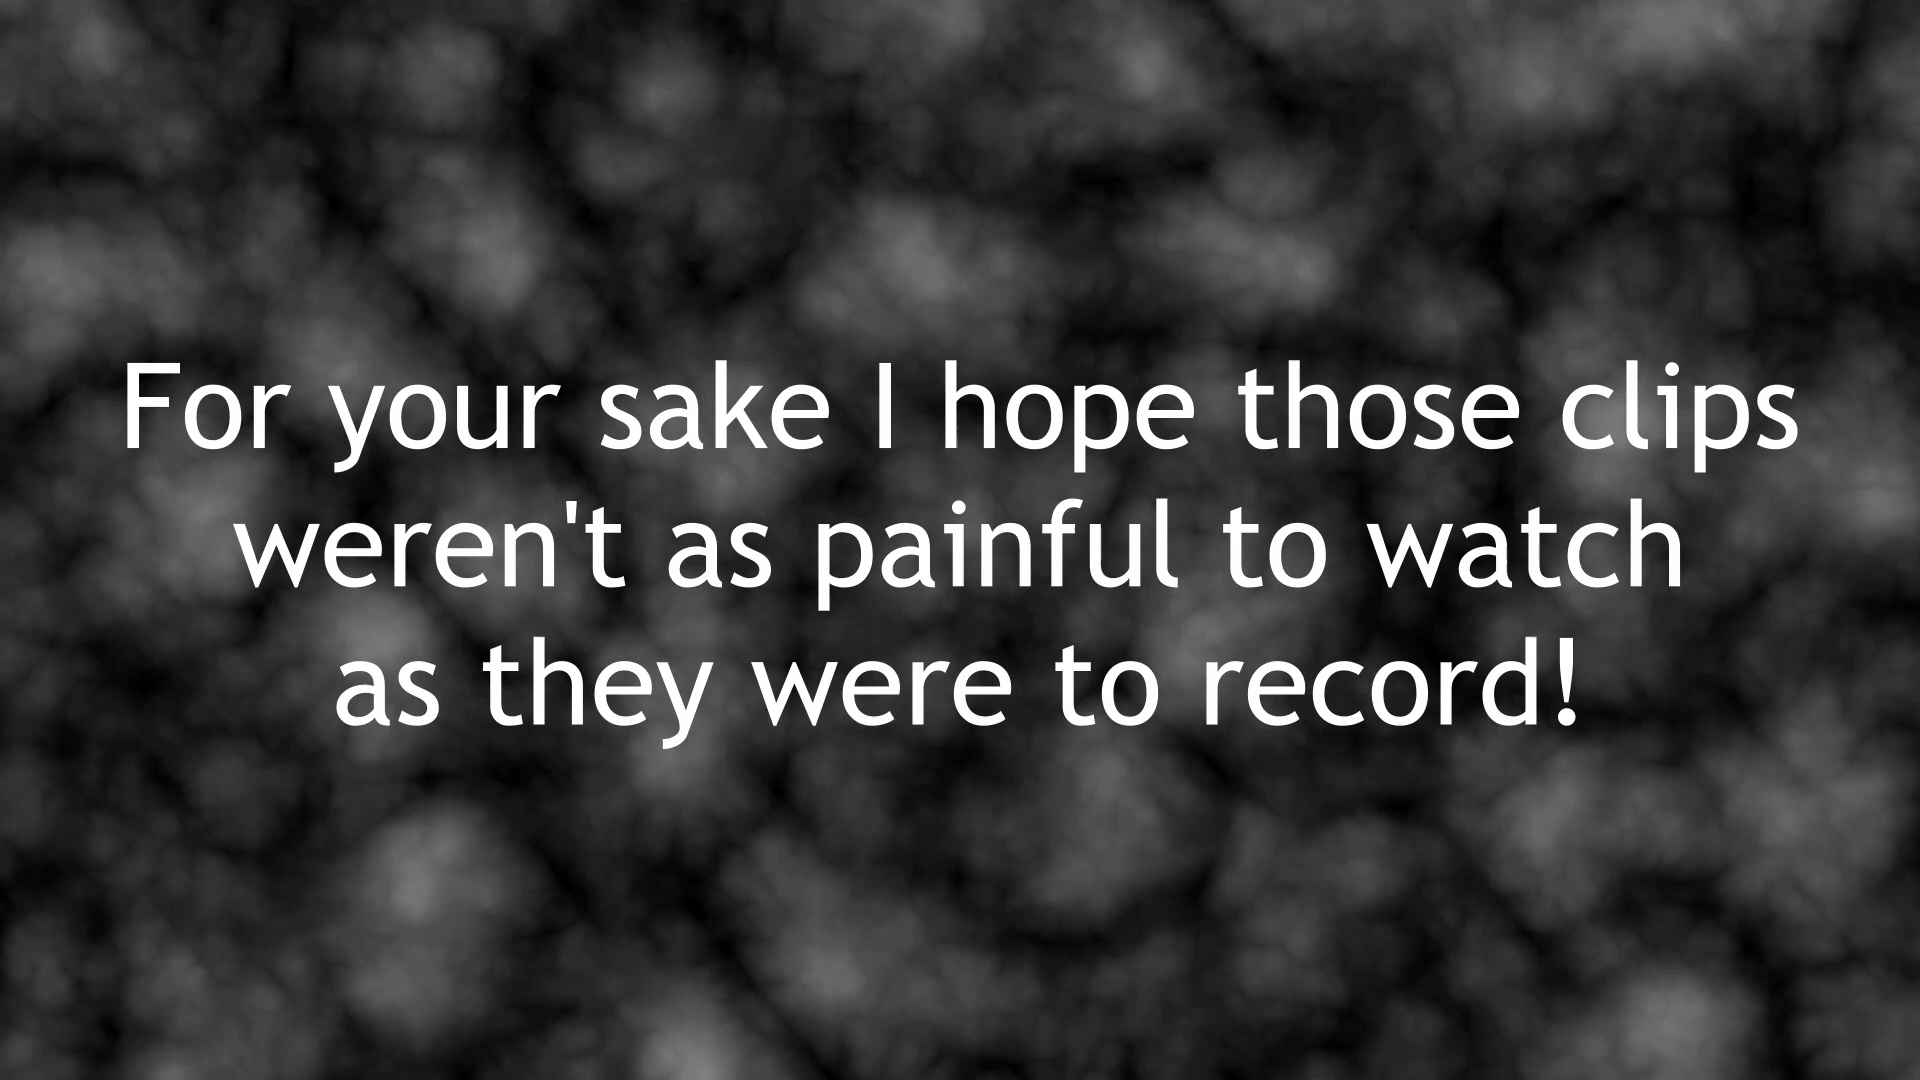 For your sake I hope those clips
weren't as painful to watch
as they were to record!